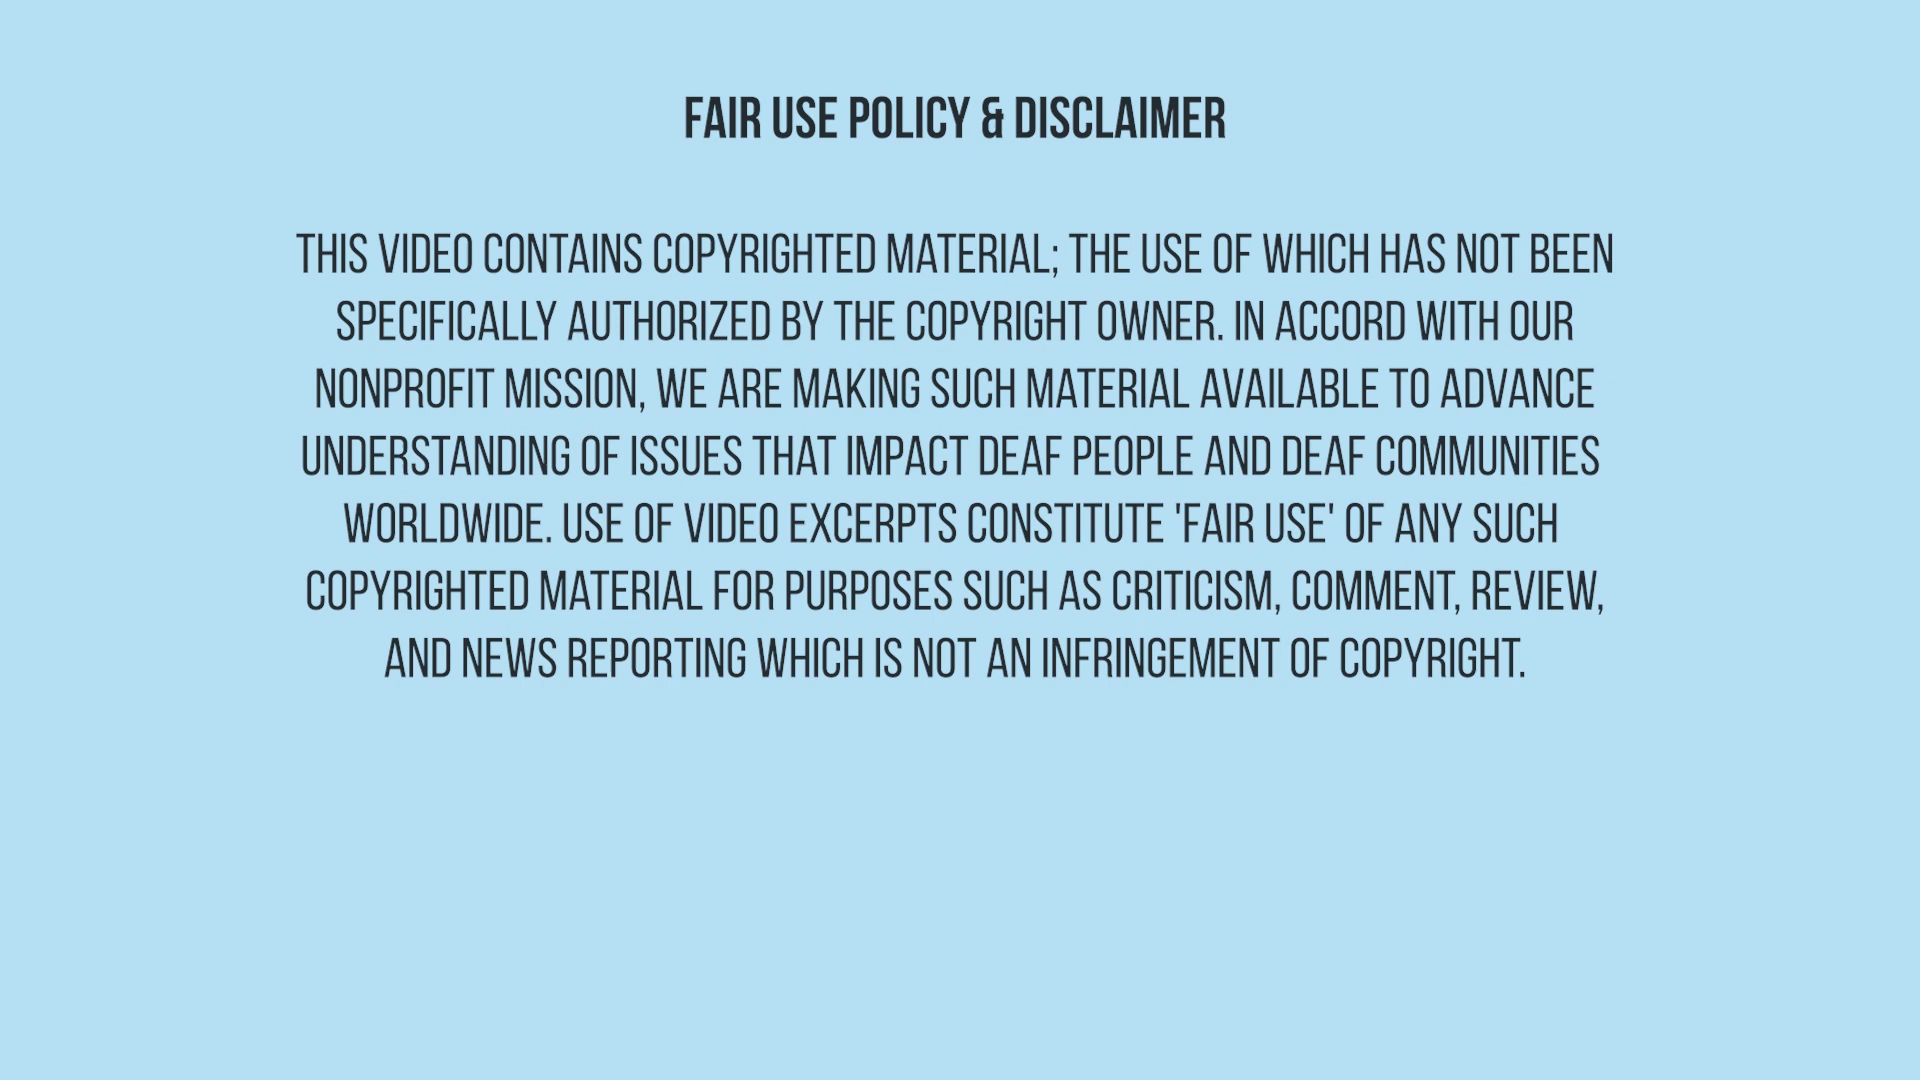 FAIR USE POLICY & DISCLAIMER
THIS VIDEO CONTAINS COPYRIGHTED MATERIAL; THE USE OF WHICH HAS NOT BEEN
SPECIFICALLY AUTHORIZED BY THE COPYRIGHT OWNER. IN ACCORD WITH OUR
NONPROFIT MISSION, WE ARE MAKING SUCH MATERIAL AVAILABLE TO ADVANCE
UNDERSTANDING OF ISSUES THAT IMPACT DEAF PEOPLE AND DEAF COMMUNITIES
WORLDWIDE. USE OF VIDEO EXCERPTS CONSTITUTE 'FAIR USE' OF ANY SUCH
COPYRIGHTED MATERIAL FOR PURPOSES SUCH AS CRITICISM, COMMENT, REVIEW,
AND NEWS REPORTING WHICH IS NOT AN INFRINGEMENT OF COPYRIGHT.